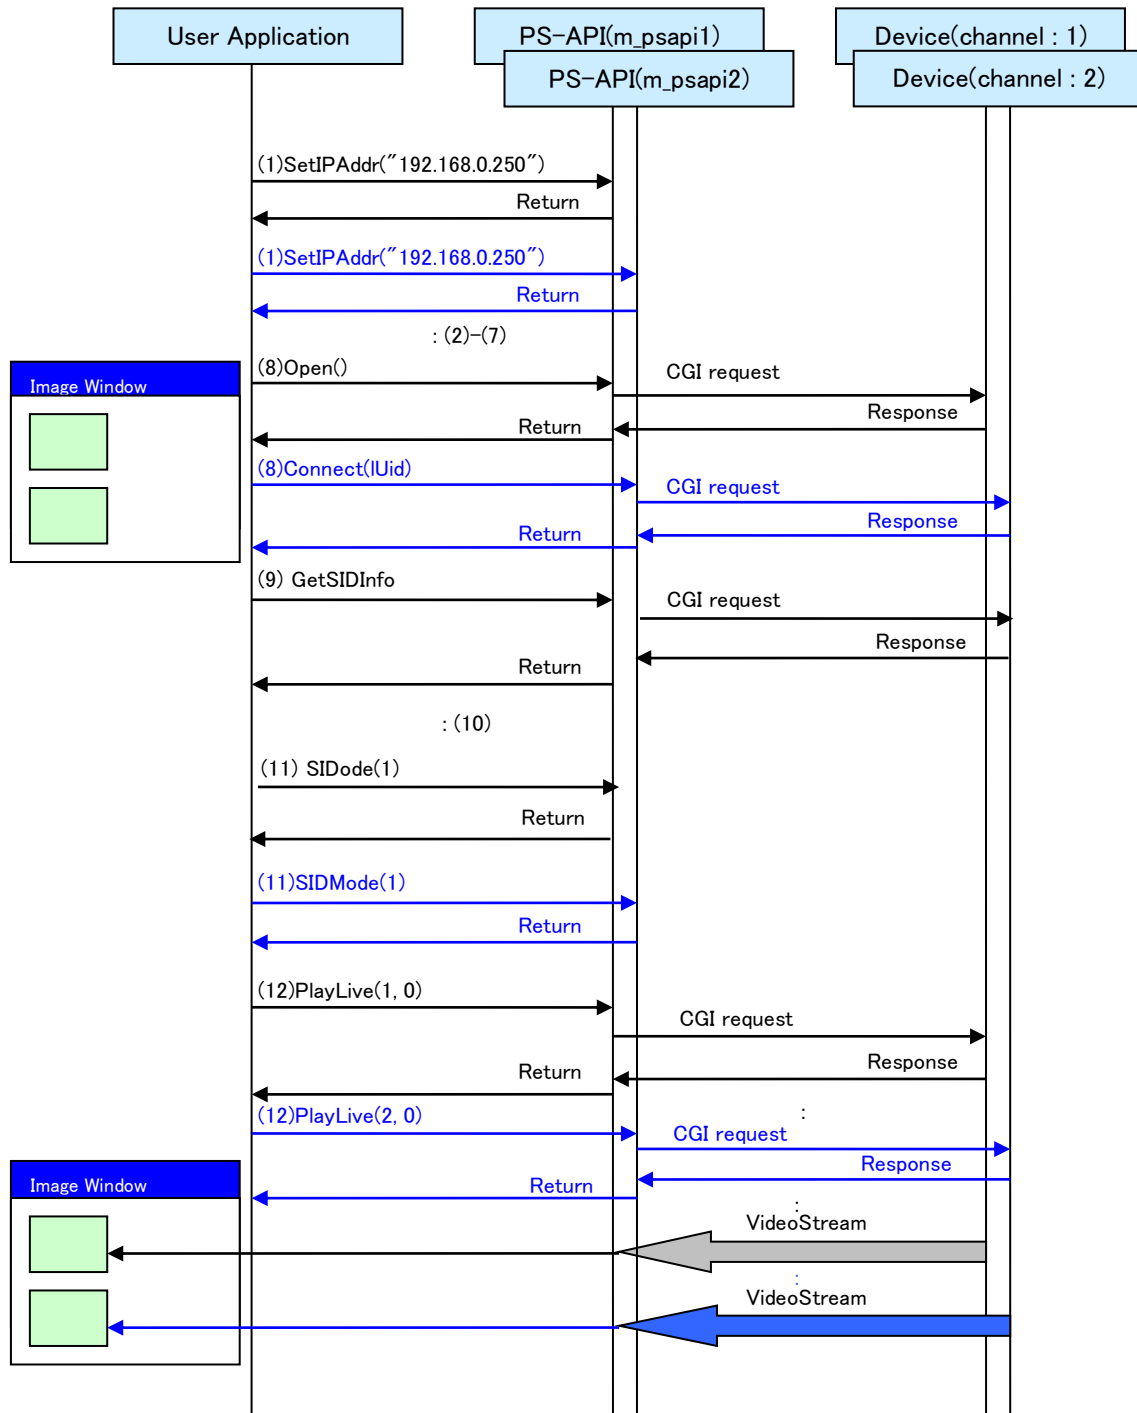 User Application
PS-API(m_psapi1)
Device(channel : 1)
PS-API(m_psapi2)
Device(channel : 2)
(1)SetIPAddr("192.168.0.250")
Return
(1)SetIPAddr("192.168.0.250")
Return
: (2)-(7)
(8)Open()
CGI request
Image Window
Response
Return
(8)Connect(lUid)
CGI request
Response
Return
(9) GetSIDInfo
CGI request
Response
Return
: (10)
(11) SIDode(1)
Return
(11)SIDMode(1)
Return
(12)PlayLive(1, 0)
CGI request
Response
Return
(12)PlayLive(2, 0)
:
CGI request
Response
Image Window
Return
:
VideoStream
:
VideoStream